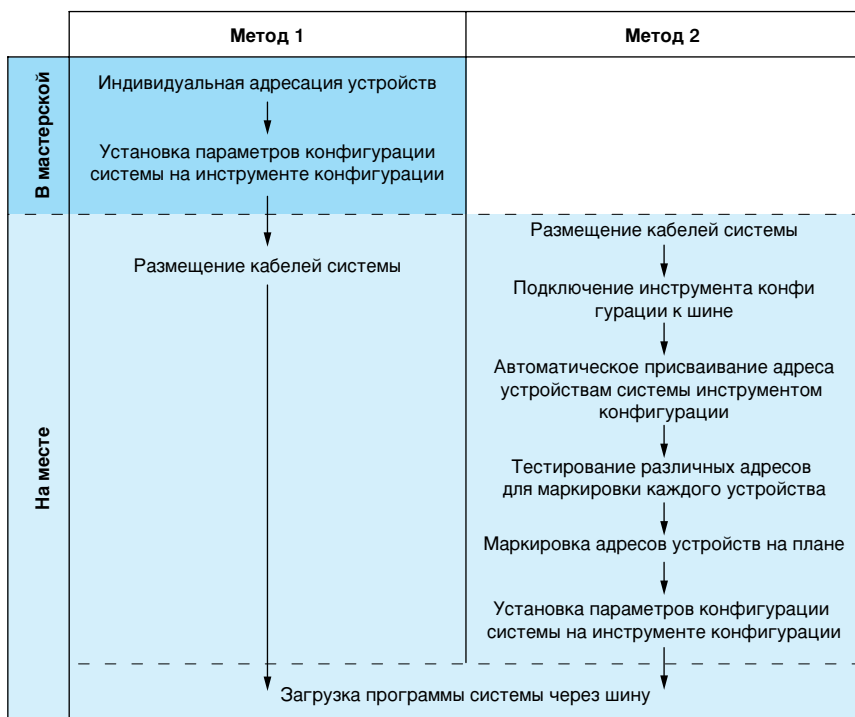 Метод 1
Метод 2
В мастерской
Индивидуальная адресация устройств
Установка параметров конфигурации
системы на инструменте конфигурации
На месте
Размещение кабелей системы
Размещение кабелей системы
Подключение инструмента конфи
гурации к шине
Автоматическое присваивание адреса
устройствам системы инструментом
конфигурации
Тестирование различных адресов
для маркировки каждого устройства
Маркировка адресов устройств на плане
Установка параметров конфигурации
системы на инструменте конфигурации
Загрузка программы системы через шину